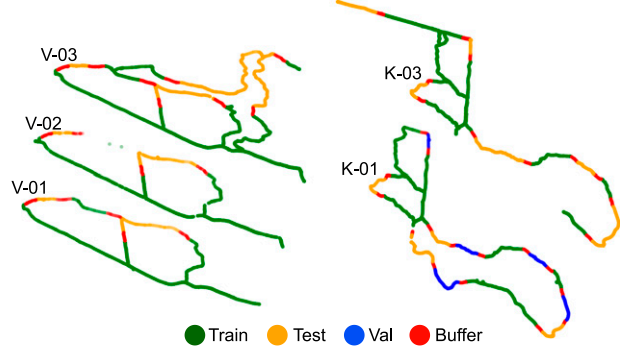 V-03
K-03
V-02
K-01
V-01
Train Test Val Buffer